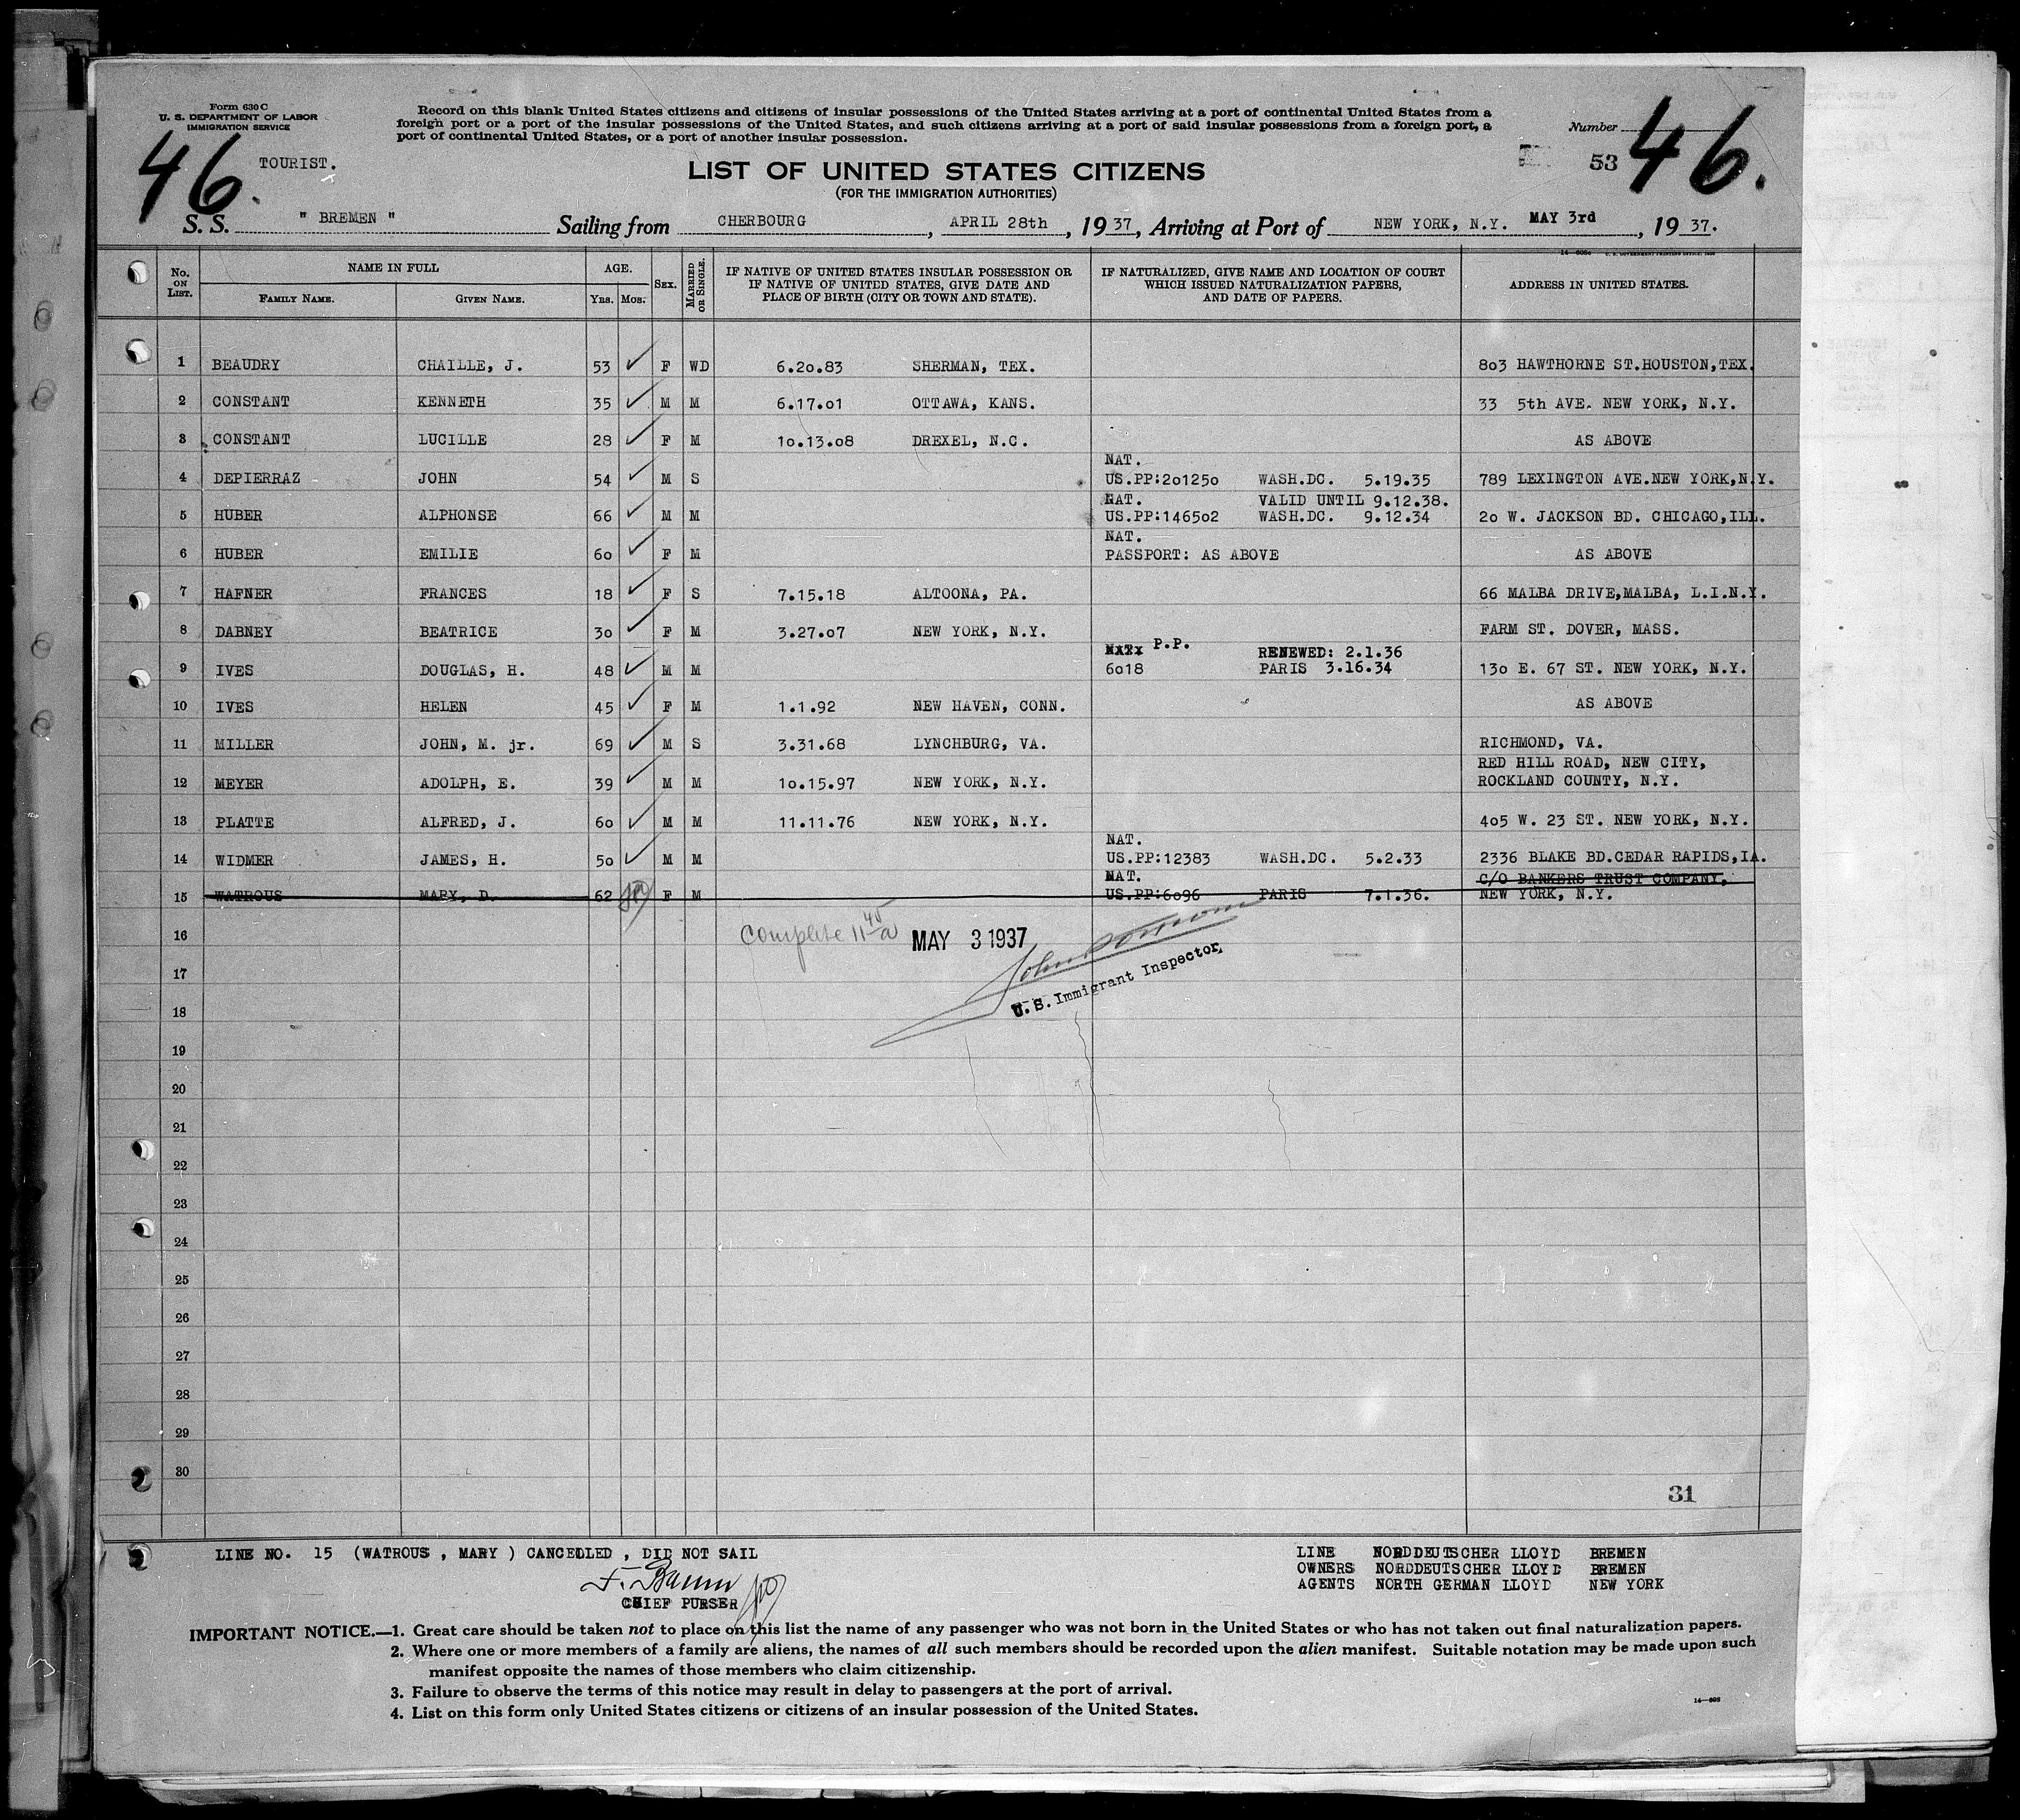 Form 630 C
U. S. DEPARTMENT OF LABOR
IMMIGRATION SERVICE
Record on this blank United States citizens and citizens of insular possessions of the United States arriving at a port of continental United States from a
foreign port or a port of the insular possessions of the United States, and such citizens arriving at a port of said insular possessions from a foreign port, a
port of continental United States, or a port of another insular possession.
Number
46. TOURIST. 53 46.
LIST OF UNITED STATES CITIZENS
(FOR THE IMMIGRATION AUTHORITIES)
S. S. " BREMEN " Sailing from CHERBOURG, APRIL 28th, 1937, Arriving at Port of NEW YORK, N.Y. MAY 3rd, 1937.
No. ON LIST. NAME IN FULL FAMILY NAME. GIVEN NAME. AGE. YRS. MOS. SEX. MARRIED OR SINGLE. IF NATIVE OF UNITED STATES INSULAR POSSESSION OR IF NATIVE OF UNITED STATES, GIVE DATE AND PLACE OF BIRTH (CITY OR TOWN AND STATE). IF NATURALIZED, GIVE NAME AND LOCATION OF COURT WHICH ISSUED NATURALIZATION PAPERS, AND DATE OF PAPERS. ADDRESS IN UNITED STATES.
1 BEAUDRY CHAILLE, J. 53 ✓ F WD 6.20.83 SHERMAN, TEX. 803 HAWTHORNE ST.HOUSTON,TEX.
2 CONSTANT KENNETH 35 ✓ M M 6.17.01 OTTAWA, KANS. 33 5th AVE. NEW YORK, N.Y.
3 CONSTANT LUCILLE 28 ✓ F M 10.13.08 DREXEL, N.C. AS ABOVE
NAT.
4 DEPIERRAZ JOHN 54 ✓ M S US.PP:201250 WASH.DC. 5.19.35 789 LEXINGTON AVE.NEW YORK,N.Y.
NAT. VALID UNTIL 9.12.38.
5 HUBER ALPHONSE 66 ✓ M M US.PP:146502 WASH.DC. 9.12.34 20 W. JACKSON BD. CHICAGO,ILL.
NAT.
6 HUBER EMILIE 60 ✓ F M PASSPORT: AS ABOVE AS ABOVE
7 HAFNER FRANCES 18 ✓ F S 7.15.18 ALTOONA, PA. 66 MALBA DRIVE,MALBA, L.I.N.Y.
8 DABNEY BEATRICE 30 ✓ F M 3.27.07 NEW YORK, N.Y. FARM ST. DOVER, MASS.
P.P. RENEWED: 2.1.36
9 IVES DOUGLAS, H. 48 ✓ M M 6018 PARIS 3.16.34 130 E. 67 ST. NEW YORK, N.Y.
10 IVES HELEN 45 ✓ F M 1.1.92 NEW HAVEN, CONN. AS ABOVE
11 MILLER JOHN, M. jr. 69 ✓ M S 3.31.68 LYNCHBURG, VA. RICHMOND, VA.
RED HILL ROAD, NEW CITY,
12 MEYER ADOLPH, E. 39 ✓ M M 10.15.97 NEW YORK, N.Y. ROCKLAND COUNTY, N.Y.
13 PLATTE ALFRED, J. 60 ✓ M M 11.11.76 NEW YORK, N.Y. 405 W. 23 ST. NEW YORK, N.Y.
NAT.
14 WIDMER JAMES, H. 50 ✓ M M US.PP:12383 WASH.DC. 5.2.33 2336 BLAKE BD.CEDAR RAPIDS,IA.
NAT. C/O BANKERS TRUST COMPANY,
15 WATROUS MARY, D. 62 F M US.PP:6096 PARIS 7.1.36. NEW YORK, N.Y.
16 Complete 11 45 a MAY 3 1937
17
U. S. Immigrant Inspector
18
19
20
21
22
23
24
25
26
27
28
29
30
31
LINE NO. 15 (WATROUS , MARY ) CANCELLED , DID NOT SAIL
F. Baum
CHIEF PURSER
LINE NORDDEUTSCHER LLOYD BREMEN
OWNERS NORDDEUTSCHER LLOYD BREMEN
AGENTS NORTH GERMAN LLOYD NEW YORK
IMPORTANT NOTICE.—1. Great care should be taken not to place on this list the name of any passenger who was not born in the United States or who has not taken out final naturalization papers.
2. Where one or more members of a family are aliens, the names of all such members should be recorded upon the alien manifest. Suitable notation may be made upon such
manifest opposite the names of those members who claim citizenship.
3. Failure to observe the terms of this notice may result in delay to passengers at the port of arrival.
4. List on this form only United States citizens or citizens of an insular possession of the United States.